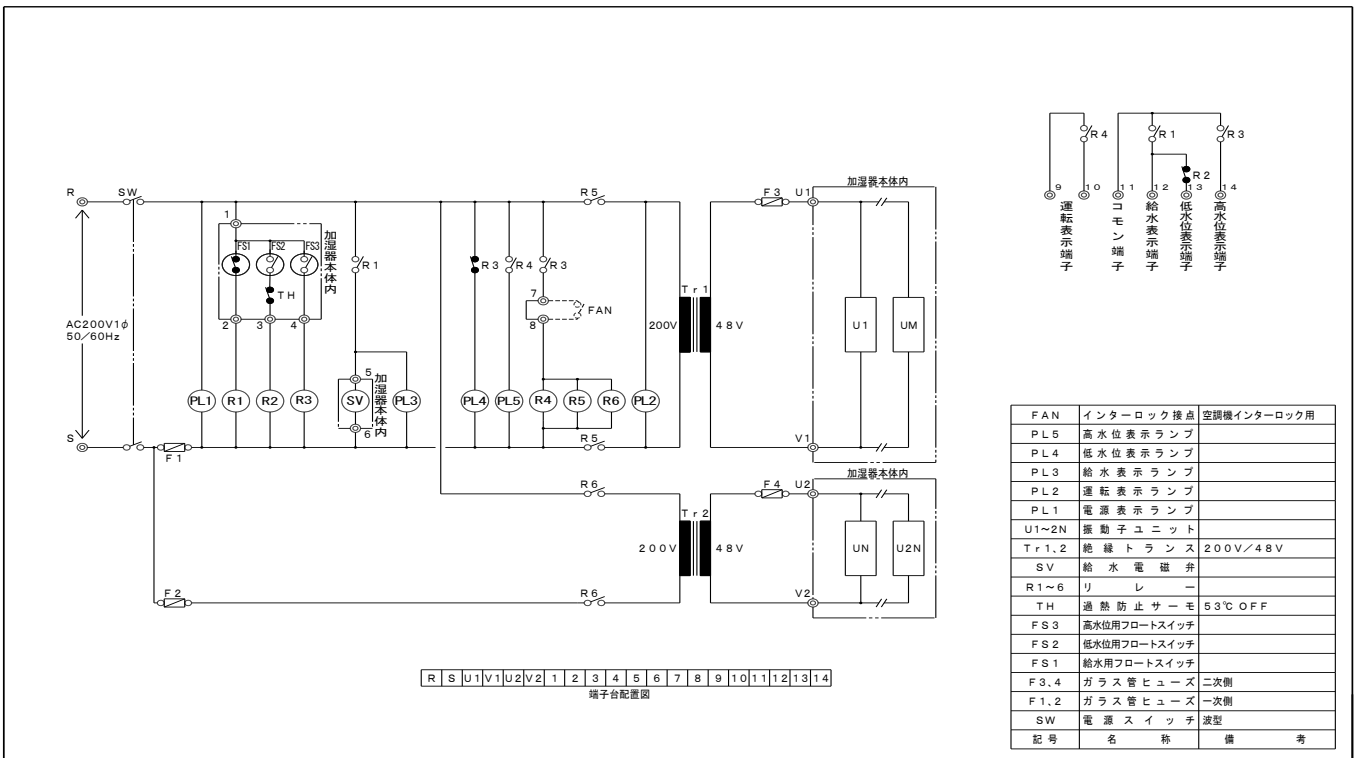 R
SW
AC200V1φ
50/60Hz
S
F1
F2
1
FS1
FS2
FS3
TH
2
3
4
加湿器本体内
R1
5
6
加湿器本体内
PL1
R1
R2
R3
SV
PL3
R3
R4
R3
7
8
FAN
PL4
PL5
R4
R5
R6
PL2
R5
R5
R6
R6
Tr1
200V
48V
Tr2
200V
48V
F3
U1
加湿器本体内
U1
UM
V1
加湿器本体内
F4
U2
UN
U2N
V2
R4
R1
R3
R2
9
10
11
12
13
14
運転表示端子
コモン端子
給水表示端子
低水位表示端子
高水位表示端子
R S U1 V1 U2 V2 1 2 3 4 5 6 7 8 9 10 11 12 13 14
端子台配置図
FAN インターロック接点 空調機インターロック用
PL5 高水位表示ランプ
PL4 低水位表示ランプ
PL3 給水表示ランプ
PL2 運転表示ランプ
PL1 電源表示ランプ
U1~2N 振動子ユニット
Tr1,2 絶縁トランス 200V/48V
SV 給水電磁弁
R1~6 リレー
TH 過熱防止サーモ 53℃ OFF
FS3 高水位用フロートスイッチ
FS2 低水位用フロートスイッチ
FS1 給水用フロートスイッチ
F3,4 ガラス管ヒューズ 二次側
F1,2 ガラス管ヒューズ 一次側
SW 電源スイッチ 波型
記号 名称 備考